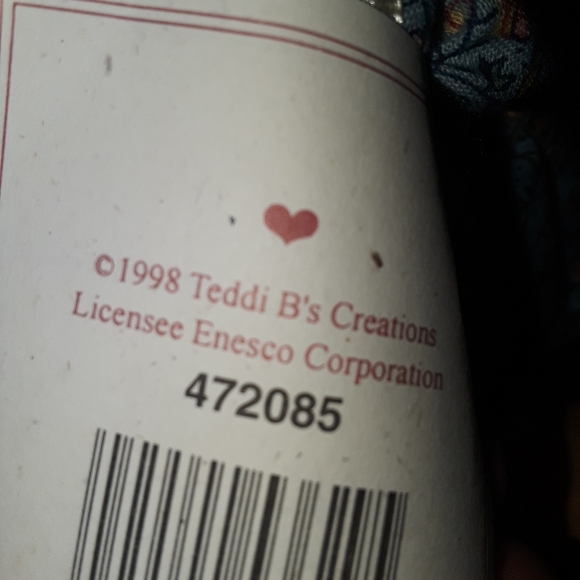 ©1998 Teddi B's Creations
Licensee Enesco Corporation
472085